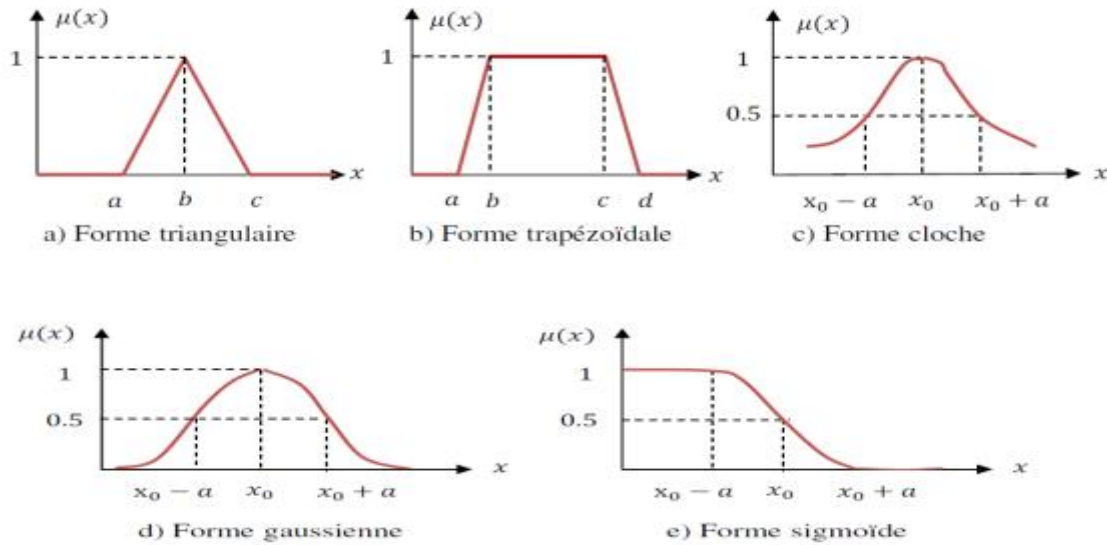 μ(x) μ(x) μ(x)
1 1 1
0.5
x x x
a b c a b c d x₀ − a x₀ x₀ + a
a) Forme triangulaire b) Forme trapézoïdale c) Forme cloche
μ(x) μ(x)
1 1
0.5 0.5
x x
x₀ − a x₀ x₀ + a x₀ − a x₀ x₀ + a
d) Forme gaussienne e) Forme sigmoïde